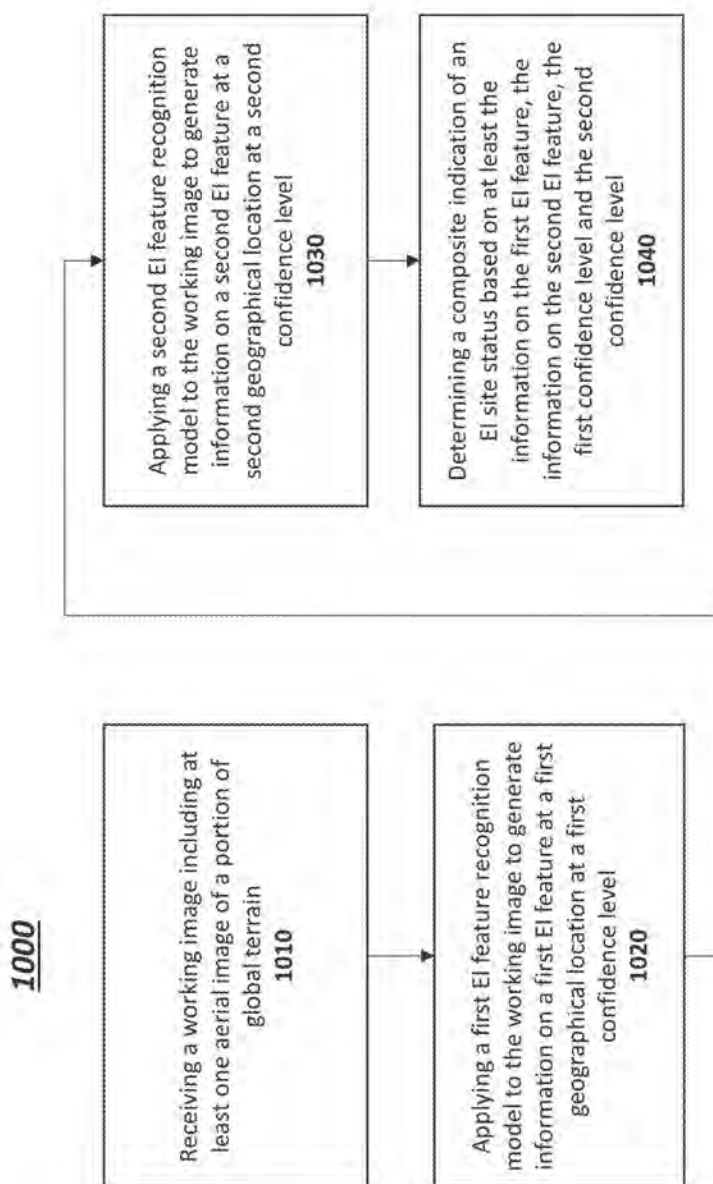 1000
Receiving a working image including at
least one aerial image of a portion of
global terrain
1010
Applying a first EI feature recognition
model to the working image to generate
information on a first EI feature at a first
geographical location at a first
confidence level
1020
Applying a second EI feature recognition
model to the working image to generate
information on a second EI feature at a
second geographical location at a second
confidence level
1030
Determining a composite indication of an
EI site status based on at least the
information on the first EI feature, the
information on the second EI feature, the
first confidence level and the second
confidence level
1040